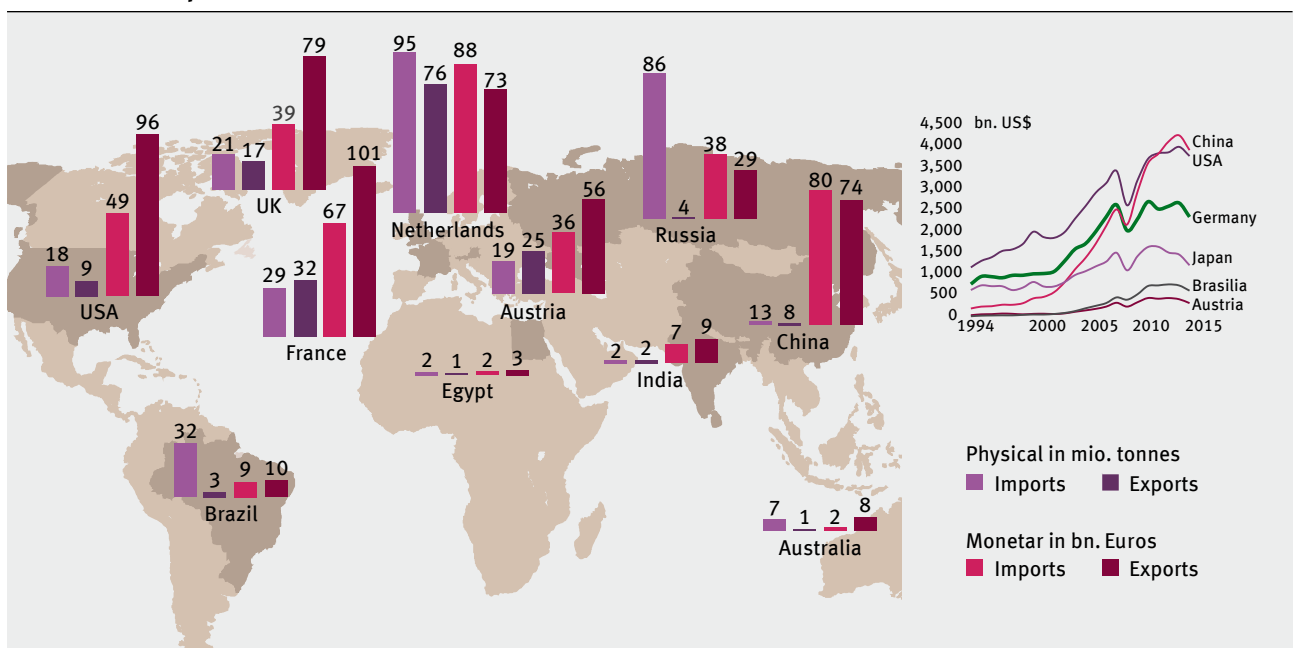 18 9 49 96
USA
21 17 39 79
UK
29 32 67 101
France
95 76 88 73
Netherlands
19 25 36 56
Austria
86 4 38 29
Russia
13 8 80 74
China
2 2 7 9
India
2 1 2 3
Egypt
32 3 9 10
Brazil
7 1 2 8
Australia
4,500 bn. US$
4,000
3,500
3,000
2,500
2,000
1,500
1,000
500
0
1994 2000 2005 2010 2015
China
USA
Germany
Japan
Brasilia
Austria
Physical in mio. tonnes
Imports Exports
Monetar in bn. Euros
Imports Exports